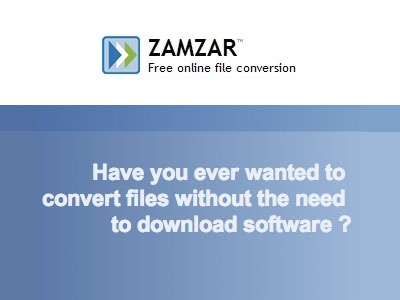 ZAMZAR™
Free online file conversion
Have you ever wanted to
convert files without the need
to download software ?